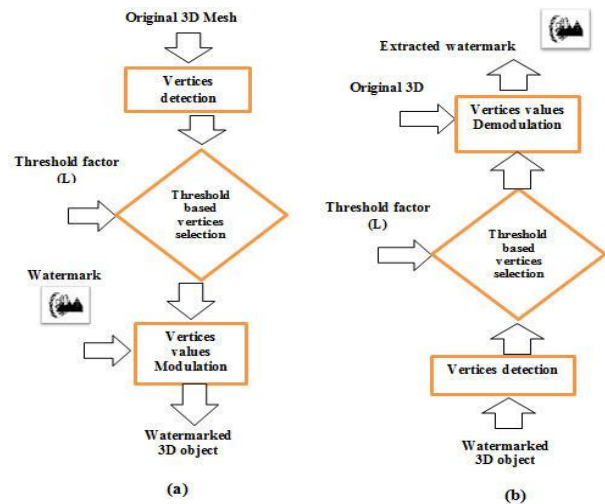 Original 3D Mesh
Vertices
detection
Threshold factor
(L)
Threshold
based
vertices
selection
Watermark
Vertices
values
Modulation
Watermarked
3D object
(a)
Extracted watermark
Original 3D
Vertices values
Demodulation
Threshold factor
(L)
Threshold
based
vertices
selection
Vertices detection
Watermarked
3D object
(b)